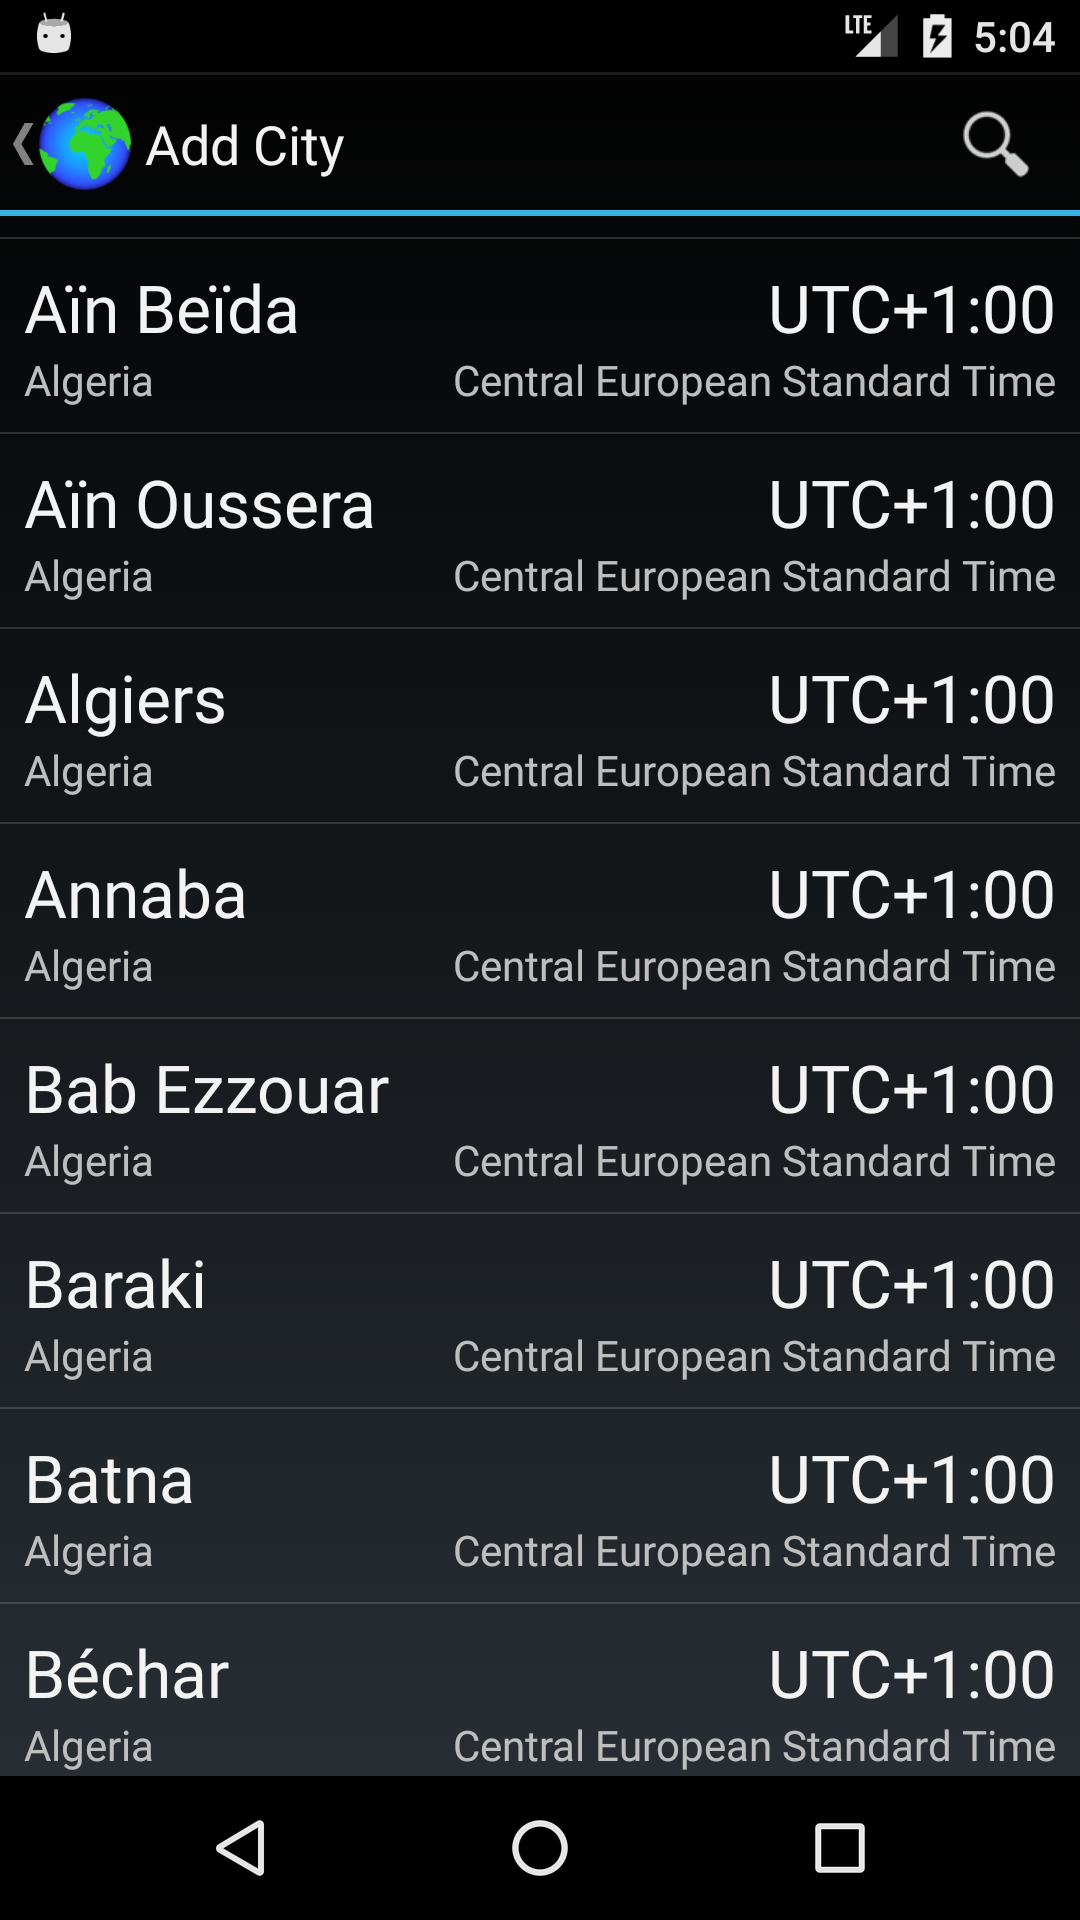 LTE 5:04
Add City
Aïn Beïda UTC+1:00
Algeria Central European Standard Time
Aïn Oussera UTC+1:00
Algeria Central European Standard Time
Algiers UTC+1:00
Algeria Central European Standard Time
Annaba UTC+1:00
Algeria Central European Standard Time
Bab Ezzouar UTC+1:00
Algeria Central European Standard Time
Baraki UTC+1:00
Algeria Central European Standard Time
Batna UTC+1:00
Algeria Central European Standard Time
Béchar UTC+1:00
Algeria Central European Standard Time